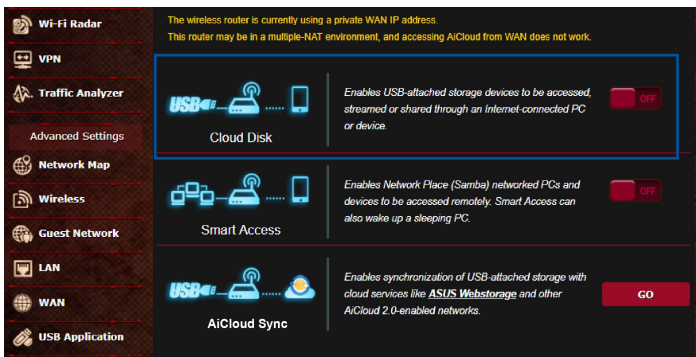 Wi-Fi Radar
VPN
Traffic Analyzer
Advanced Settings
Network Map
Wireless
Guest Network
LAN
WAN
USB Application
The wireless router is currently using a private WAN IP address.
This router may be in a multiple-NAT environment, and accessing AiCloud from WAN does not work.
USB
Cloud Disk
Enables USB-attached storage devices to be accessed,
streamed or shared through an Internet-connected PC
or device.
OFF
Smart Access
Enables Network Place (Samba) networked PCs and
devices to be accessed remotely. Smart Access can
also wake up a sleeping PC.
OFF
USB
AiCloud Sync
Enables synchronization of USB-attached storage with
cloud services like ASUS Webstorage and other
AiCloud 2.0-enabled networks.
GO